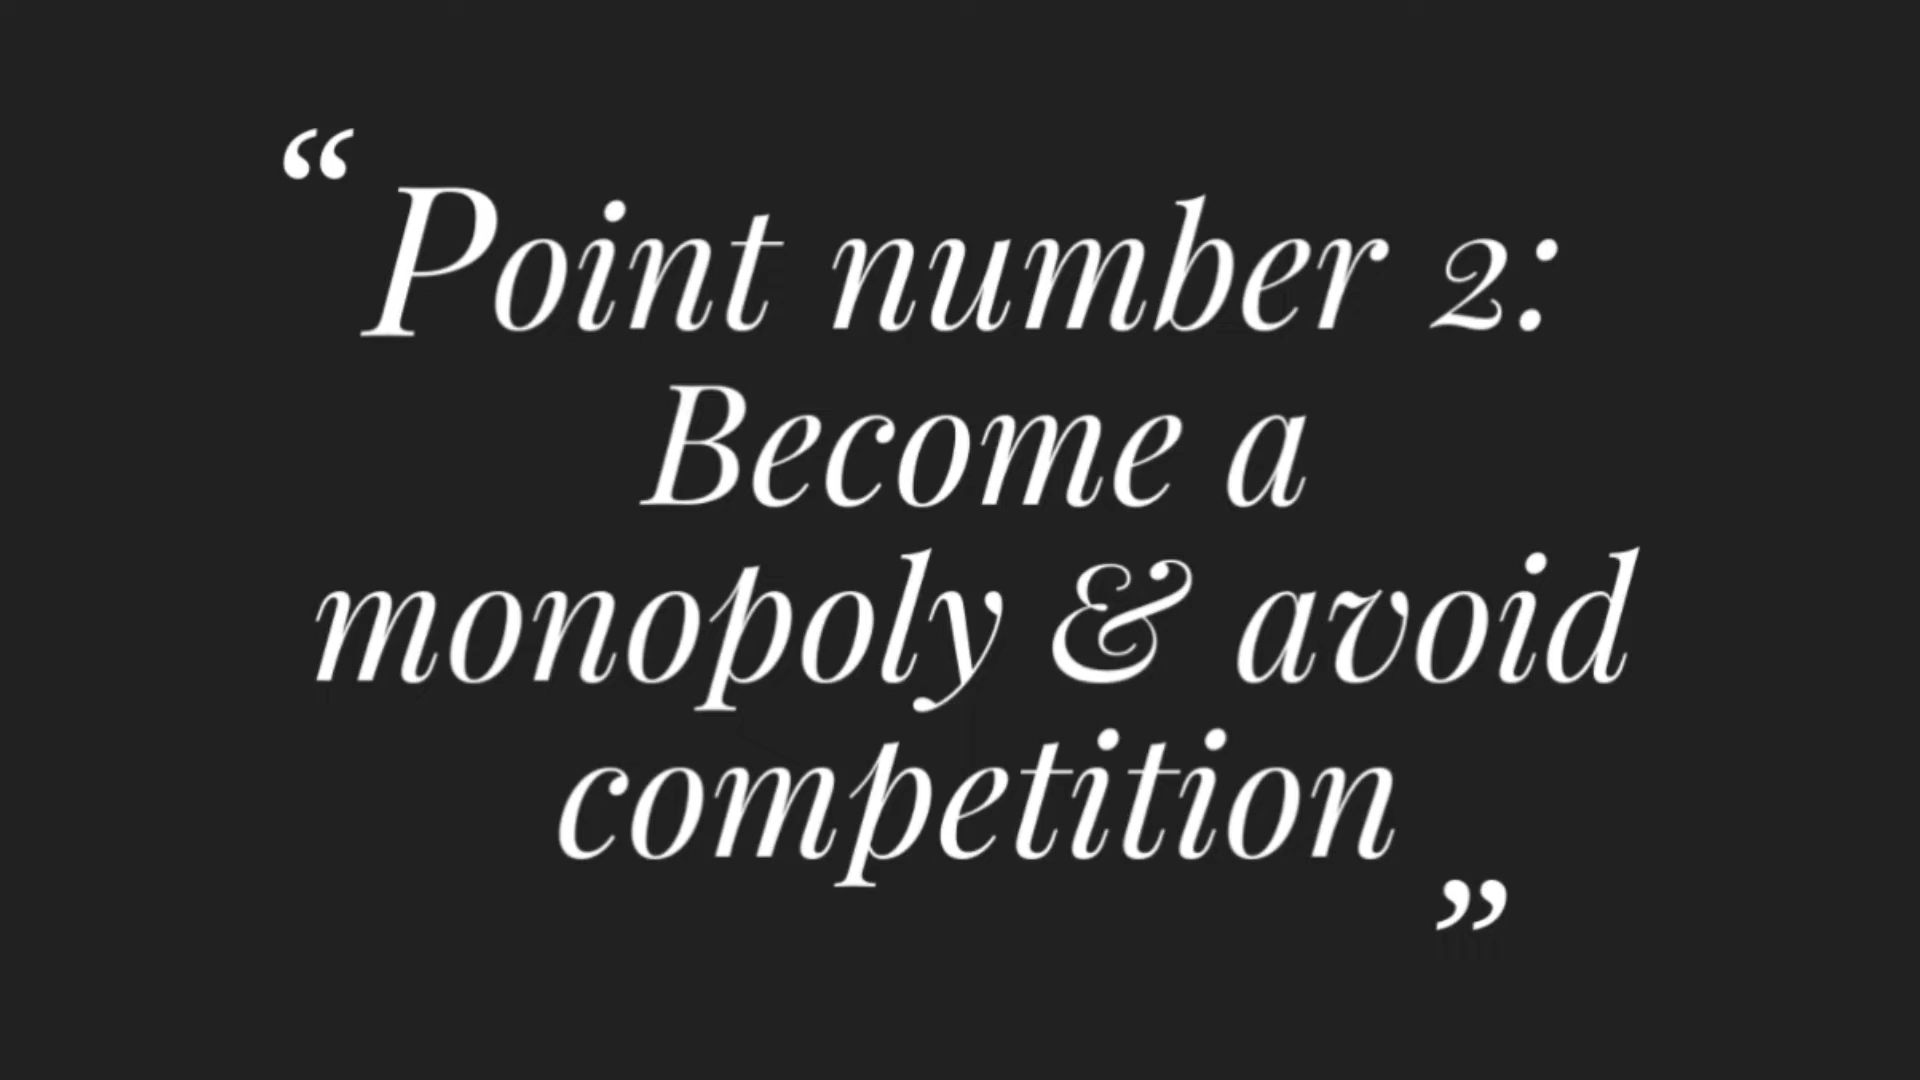 “Point number 2:
Become a
monopoly & avoid
competition”